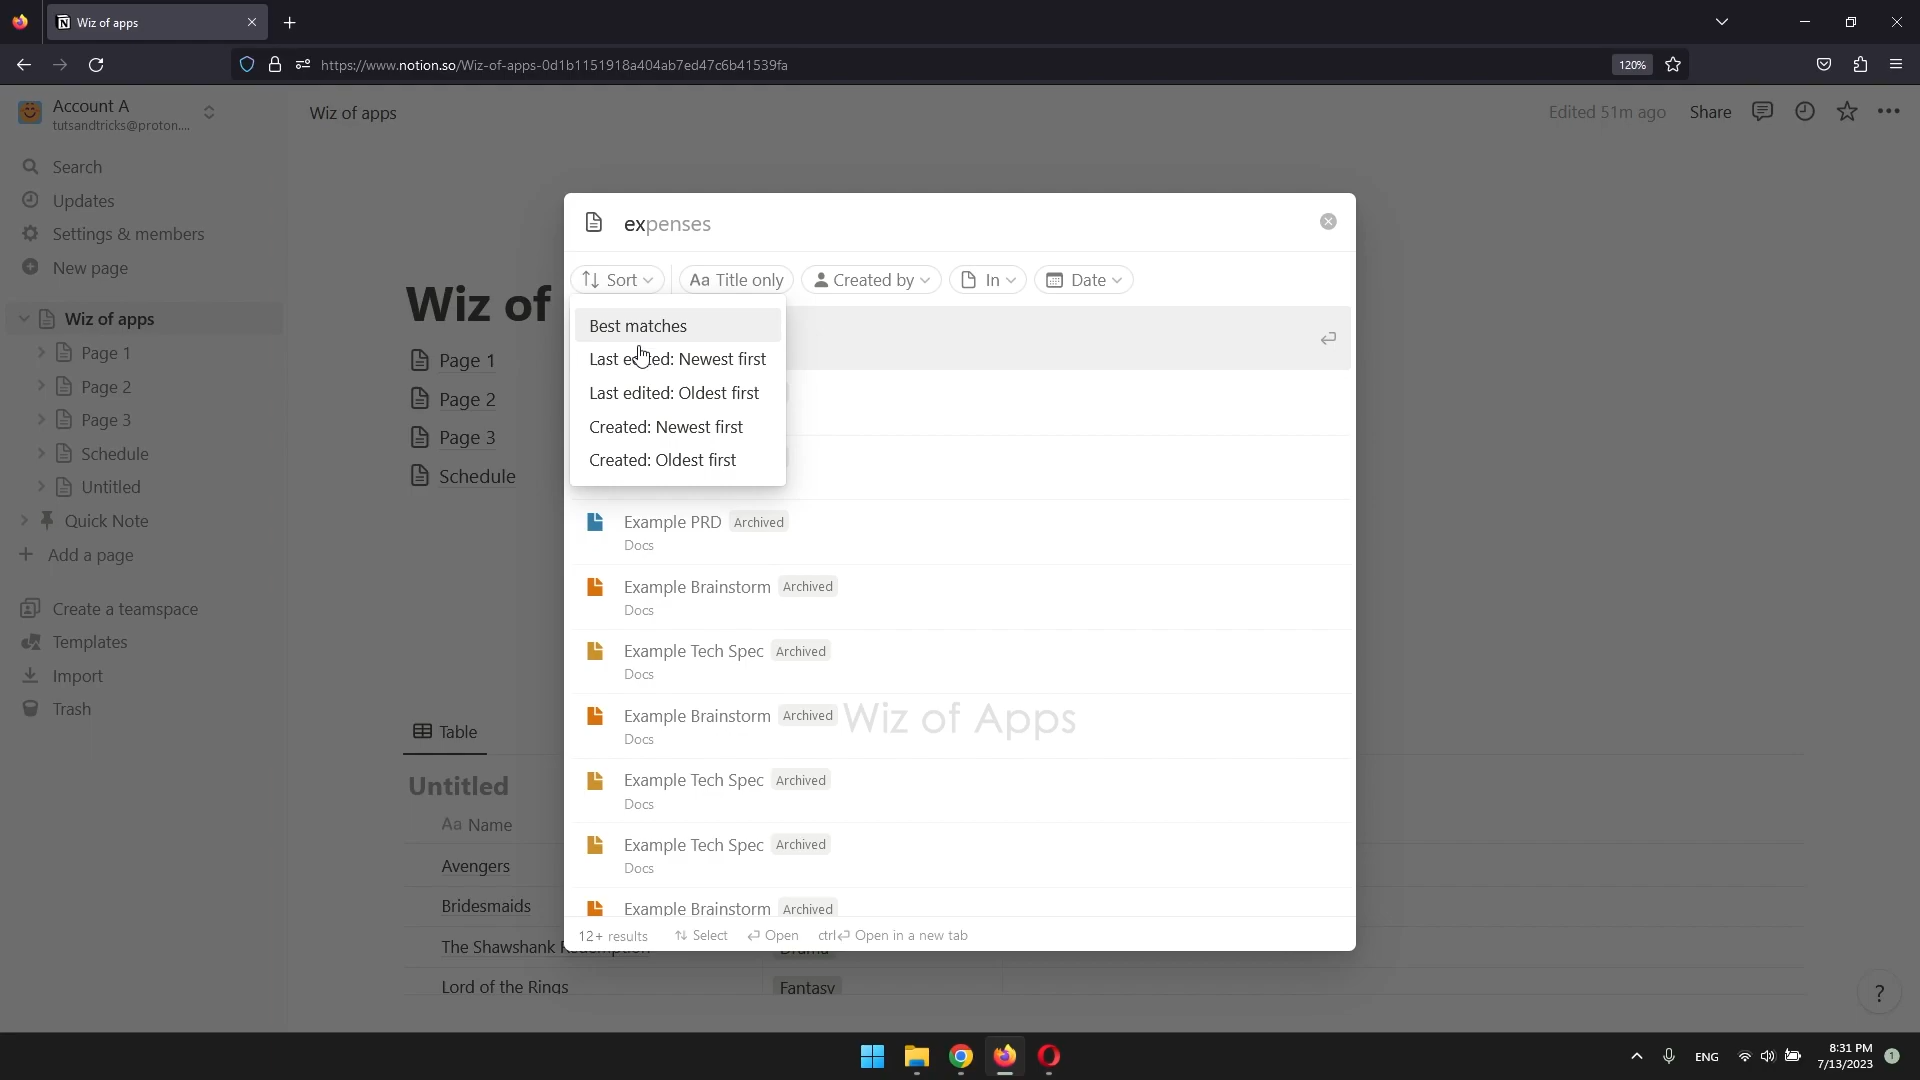 Wiz of apps
https://www.notion.so/Wiz-of-apps-0d1b1151918a404ab7ed47c6b41539fa
120%
Account A
tutsandtricks@proton....
Wiz of apps
Edited 51m ago
Share
Search
Updates
Settings & members
New page
Wiz of apps
Page 1
Page 2
Page 3
Schedule
Untitled
Quick Note
Add a page
Create a teamspace
Templates
Import
Trash
Wiz of
Page 1
Page 2
Page 3
Schedule
Table
Untitled
Aa Name
Avengers
Bridesmaids
The Shawshank Redemption
Drama
Lord of the Rings
Fantasy
expenses
Sort
Aa Title only
Created by
In
Date
Best matches
Last edited: Newest first
Last edited: Oldest first
Created: Newest first
Created: Oldest first
Example PRD Archived
Docs
Example Brainstorm Archived
Docs
Example Tech Spec Archived
Docs
Example Brainstorm Archived
Docs
Wiz of Apps
Example Tech Spec Archived
Docs
Example Tech Spec Archived
Docs
Example Brainstorm Archived
12+ results
Select
Open
ctrl Open in a new tab
?
ENG
8:31 PM
7/13/2023
1